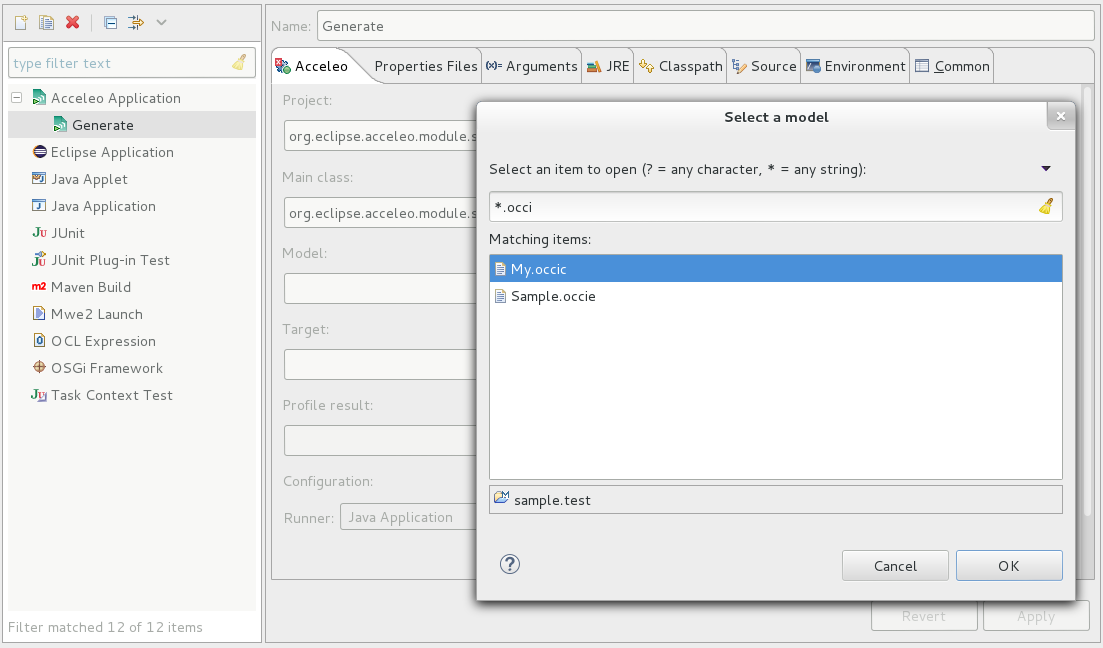 type filter text
Acceleo Application
Generate
Eclipse Application
Java Applet
Java Application
JUnit
JUnit Plug-in Test
Maven Build
Mwe2 Launch
OCL Expression
OSGi Framework
Task Context Test
Filter matched 12 of 12 items
Name: Generate
Acceleo Properties Files Arguments JRE Classpath Source Environment Common
Project:
org.eclipse.acceleo.module.s
Main class:
org.eclipse.acceleo.module.s
Model:
Target:
Profile result:
Configuration:
Runner: Java Application
Revert Apply
Select a model
Select an item to open (? = any character, * = any string):
*.occi
Matching items:
My.occic
Sample.occie
sample.test
Cancel OK